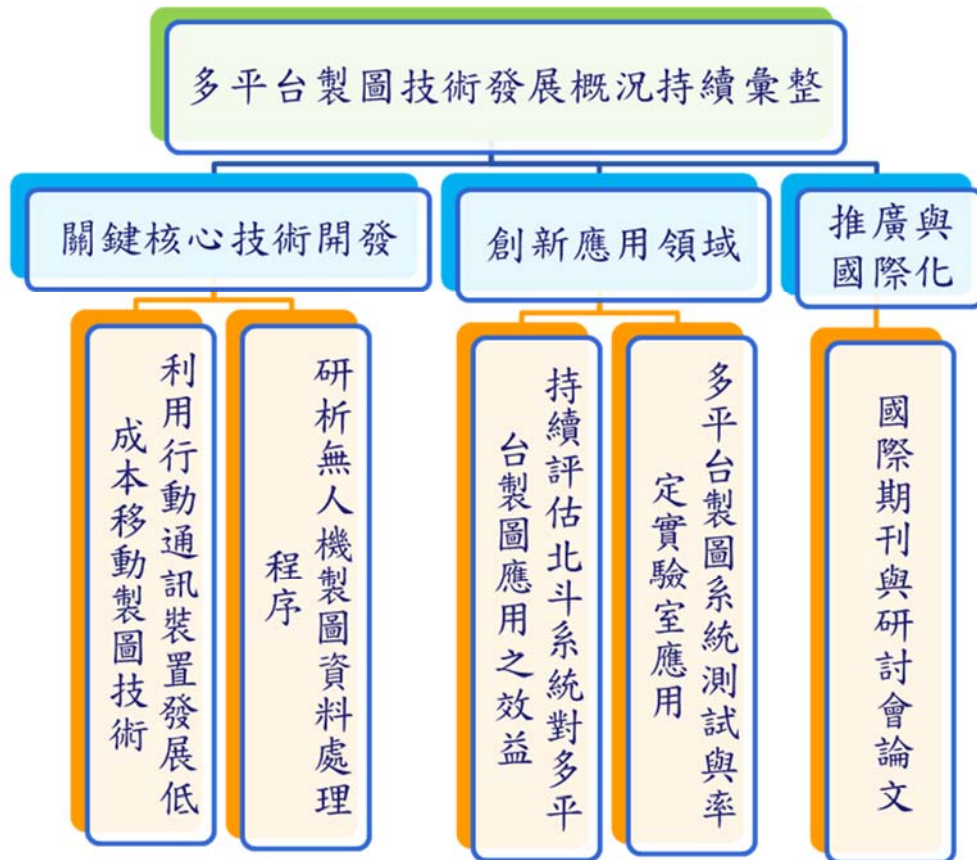 多平台製圖技術發展概況持續彙整
關鍵核心技術開發
創新應用領域
推廣與
國際化
利用行動通訊裝置發展低
成本移動製圖技術
研析無人機製圖資料處理
程序
持續評估北斗系統對多平
台製圖應用之效益
多平台製圖系統測試與率
定實驗室應用
國際期刊與研討會論文